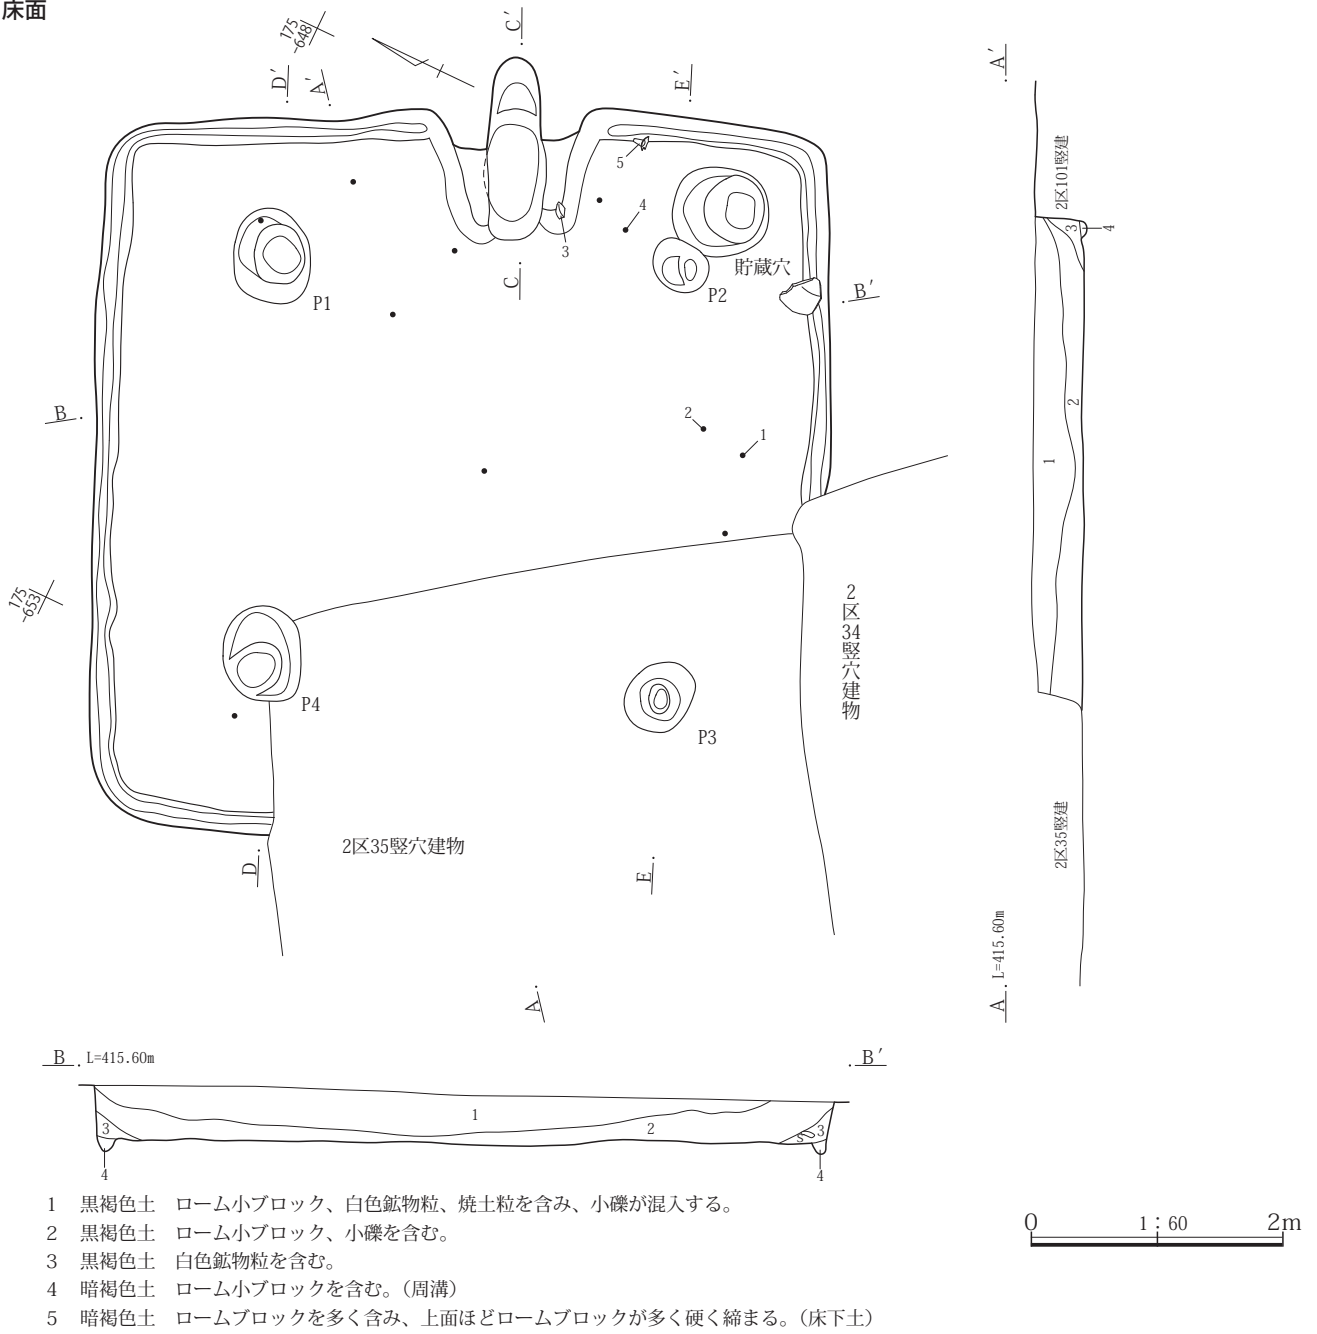 床面
175
-648
C′
D′
A′
E′
A′
5
4
3
2区101竪建
3
4
貯蔵穴
P1
C
P2
B′
B
2
1
2
1
175
-653
2区34竪穴建物
P4
P3
2区35竪穴建物
2区35竪建
D
E
A
A L=415.60m
B L=415.60m
B′
1
2
3
3
S
4
4
1 黒褐色土 ローム小ブロック、白色鉱物粒、焼土粒を含み、小礫が混入する。
2 黒褐色土 ローム小ブロック、小礫を含む。
3 黒褐色土 白色鉱物粒を含む。
4 暗褐色土 ローム小ブロックを含む。（周溝）
5 暗褐色土 ロームブロックを多く含み、上面ほどロームブロックが多く硬く締まる。（床下土）
0 1：60 2m